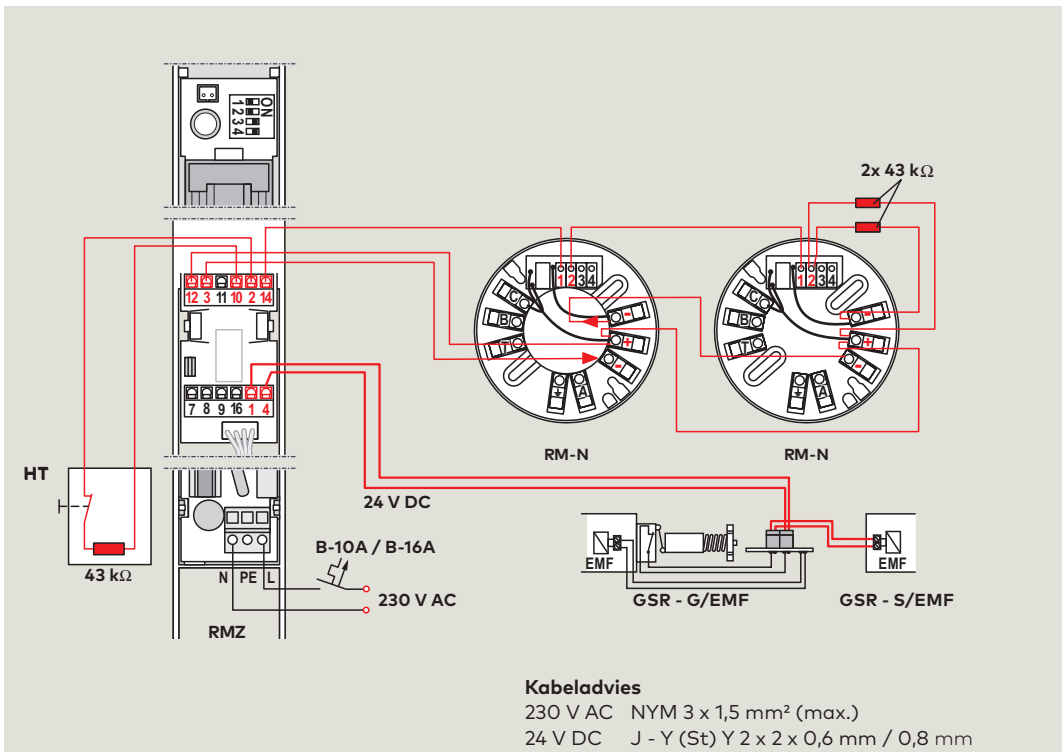 ON
1 2 3 4
2x 43 kΩ
12 3 11 10 2 14
1 2 3 4
1 2 3 4
C
B
T
-
+
-
A
C
B
T
-
+
-
A
7 8 9 16 1 4
RM-N
RM-N
HT
24 V DC
43 kΩ
B-10A / B-16A
N PE L
230 V AC
RMZ
EMF
EMF
GSR - G/EMF
GSR - S/EMF
Kabeladvies
230 V AC NYM 3 x 1,5 mm² (max.)
24 V DC J - Y (St) Y 2 x 2 x 0,6 mm / 0,8 mm